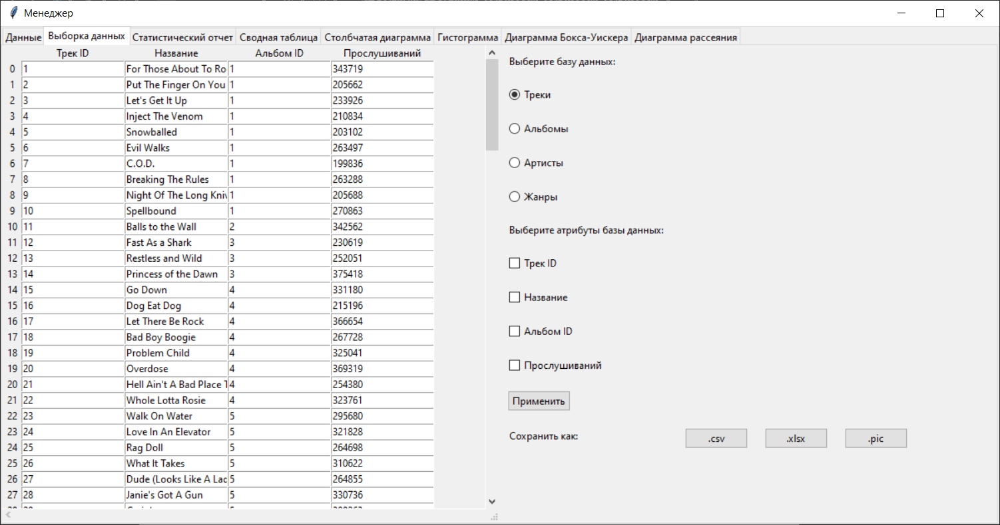 Менеджер
Данные Выборка данных Статистический отчет Сводная таблица Столбчатая диаграмма Гистограмма Диаграмма Бокса-Уискера Диаграмма рассеяния
Трек ID Название Альбом ID Прослушиваний
0 1 For Those About To Ro 1 343719
1 2 Put The Finger On You 1 205662
2 3 Let's Get It Up 1 233926
3 4 Inject The Venom 1 210834
4 5 Snowballed 1 203102
5 6 Evil Walks 1 263497
6 7 C.O.D. 1 199836
7 8 Breaking The Rules 1 263288
8 9 Night Of The Long Kni 1 205688
9 10 Spellbound 1 270863
10 11 Balls to the Wall 2 342562
11 12 Fast As a Shark 3 230619
12 13 Restless and Wild 3 252051
13 14 Princess of the Dawn 3 375418
14 15 Go Down 4 331180
15 16 Dog Eat Dog 4 215196
16 17 Let There Be Rock 4 366654
17 18 Bad Boy Boogie 4 267728
18 19 Problem Child 4 325041
19 20 Overdose 4 369319
20 21 Hell Ain't A Bad Place T 4 254380
21 22 Whole Lotta Rosie 4 323761
22 23 Walk On Water 5 295680
23 24 Love In An Elevator 5 321828
24 25 Rag Doll 5 264698
25 26 What It Takes 5 310622
26 27 Dude (Looks Like A Lad 5 264855
27 28 Janie's Got A Gun 5 330736
Выберите базу данных:
Треки
Альбомы
Артисты
Жанры
Выберите атрибуты базы данных:
Трек ID
Название
Альбом ID
Прослушиваний
Применить
Сохранить как: .csv .xlsx .pic